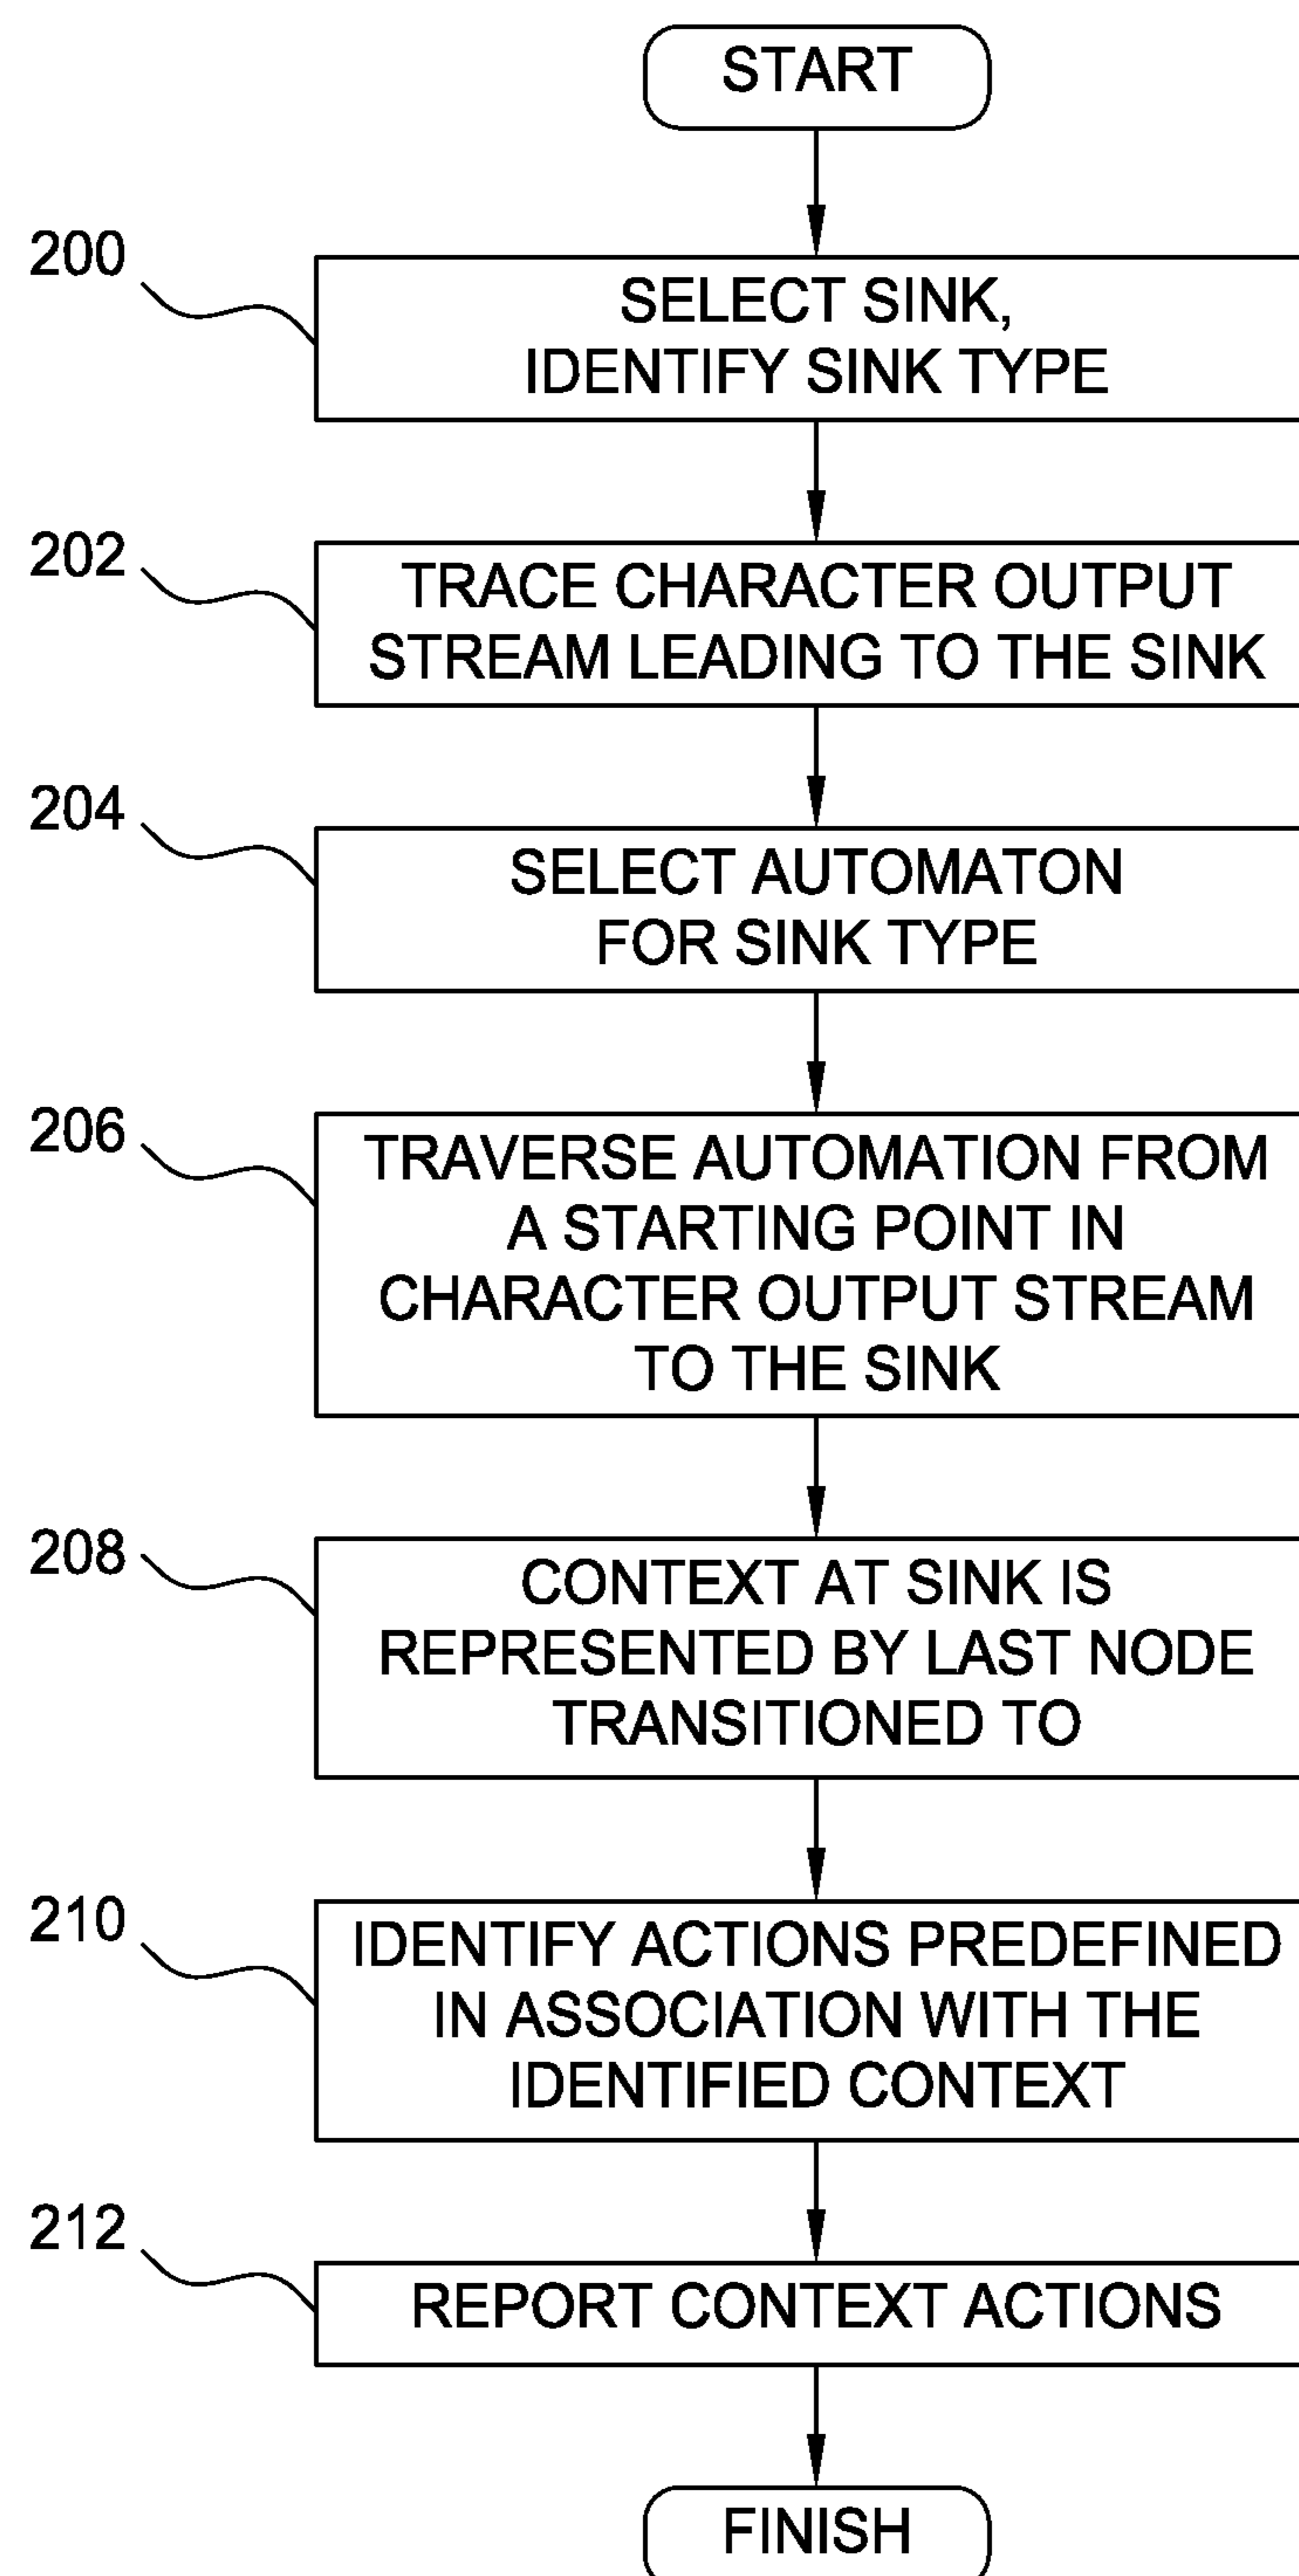 START
200
SELECT SINK,
IDENTIFY SINK TYPE
202
TRACE CHARACTER OUTPUT
STREAM LEADING TO THE SINK
204
SELECT AUTOMATON
FOR SINK TYPE
206
TRAVERSE AUTOMATION FROM
A STARTING POINT IN
CHARACTER OUTPUT STREAM
TO THE SINK
208
CONTEXT AT SINK IS
REPRESENTED BY LAST NODE
TRANSITIONED TO
210
IDENTIFY ACTIONS PREDEFINED
IN ASSOCIATION WITH THE
IDENTIFIED CONTEXT
212
REPORT CONTEXT ACTIONS
FINISH